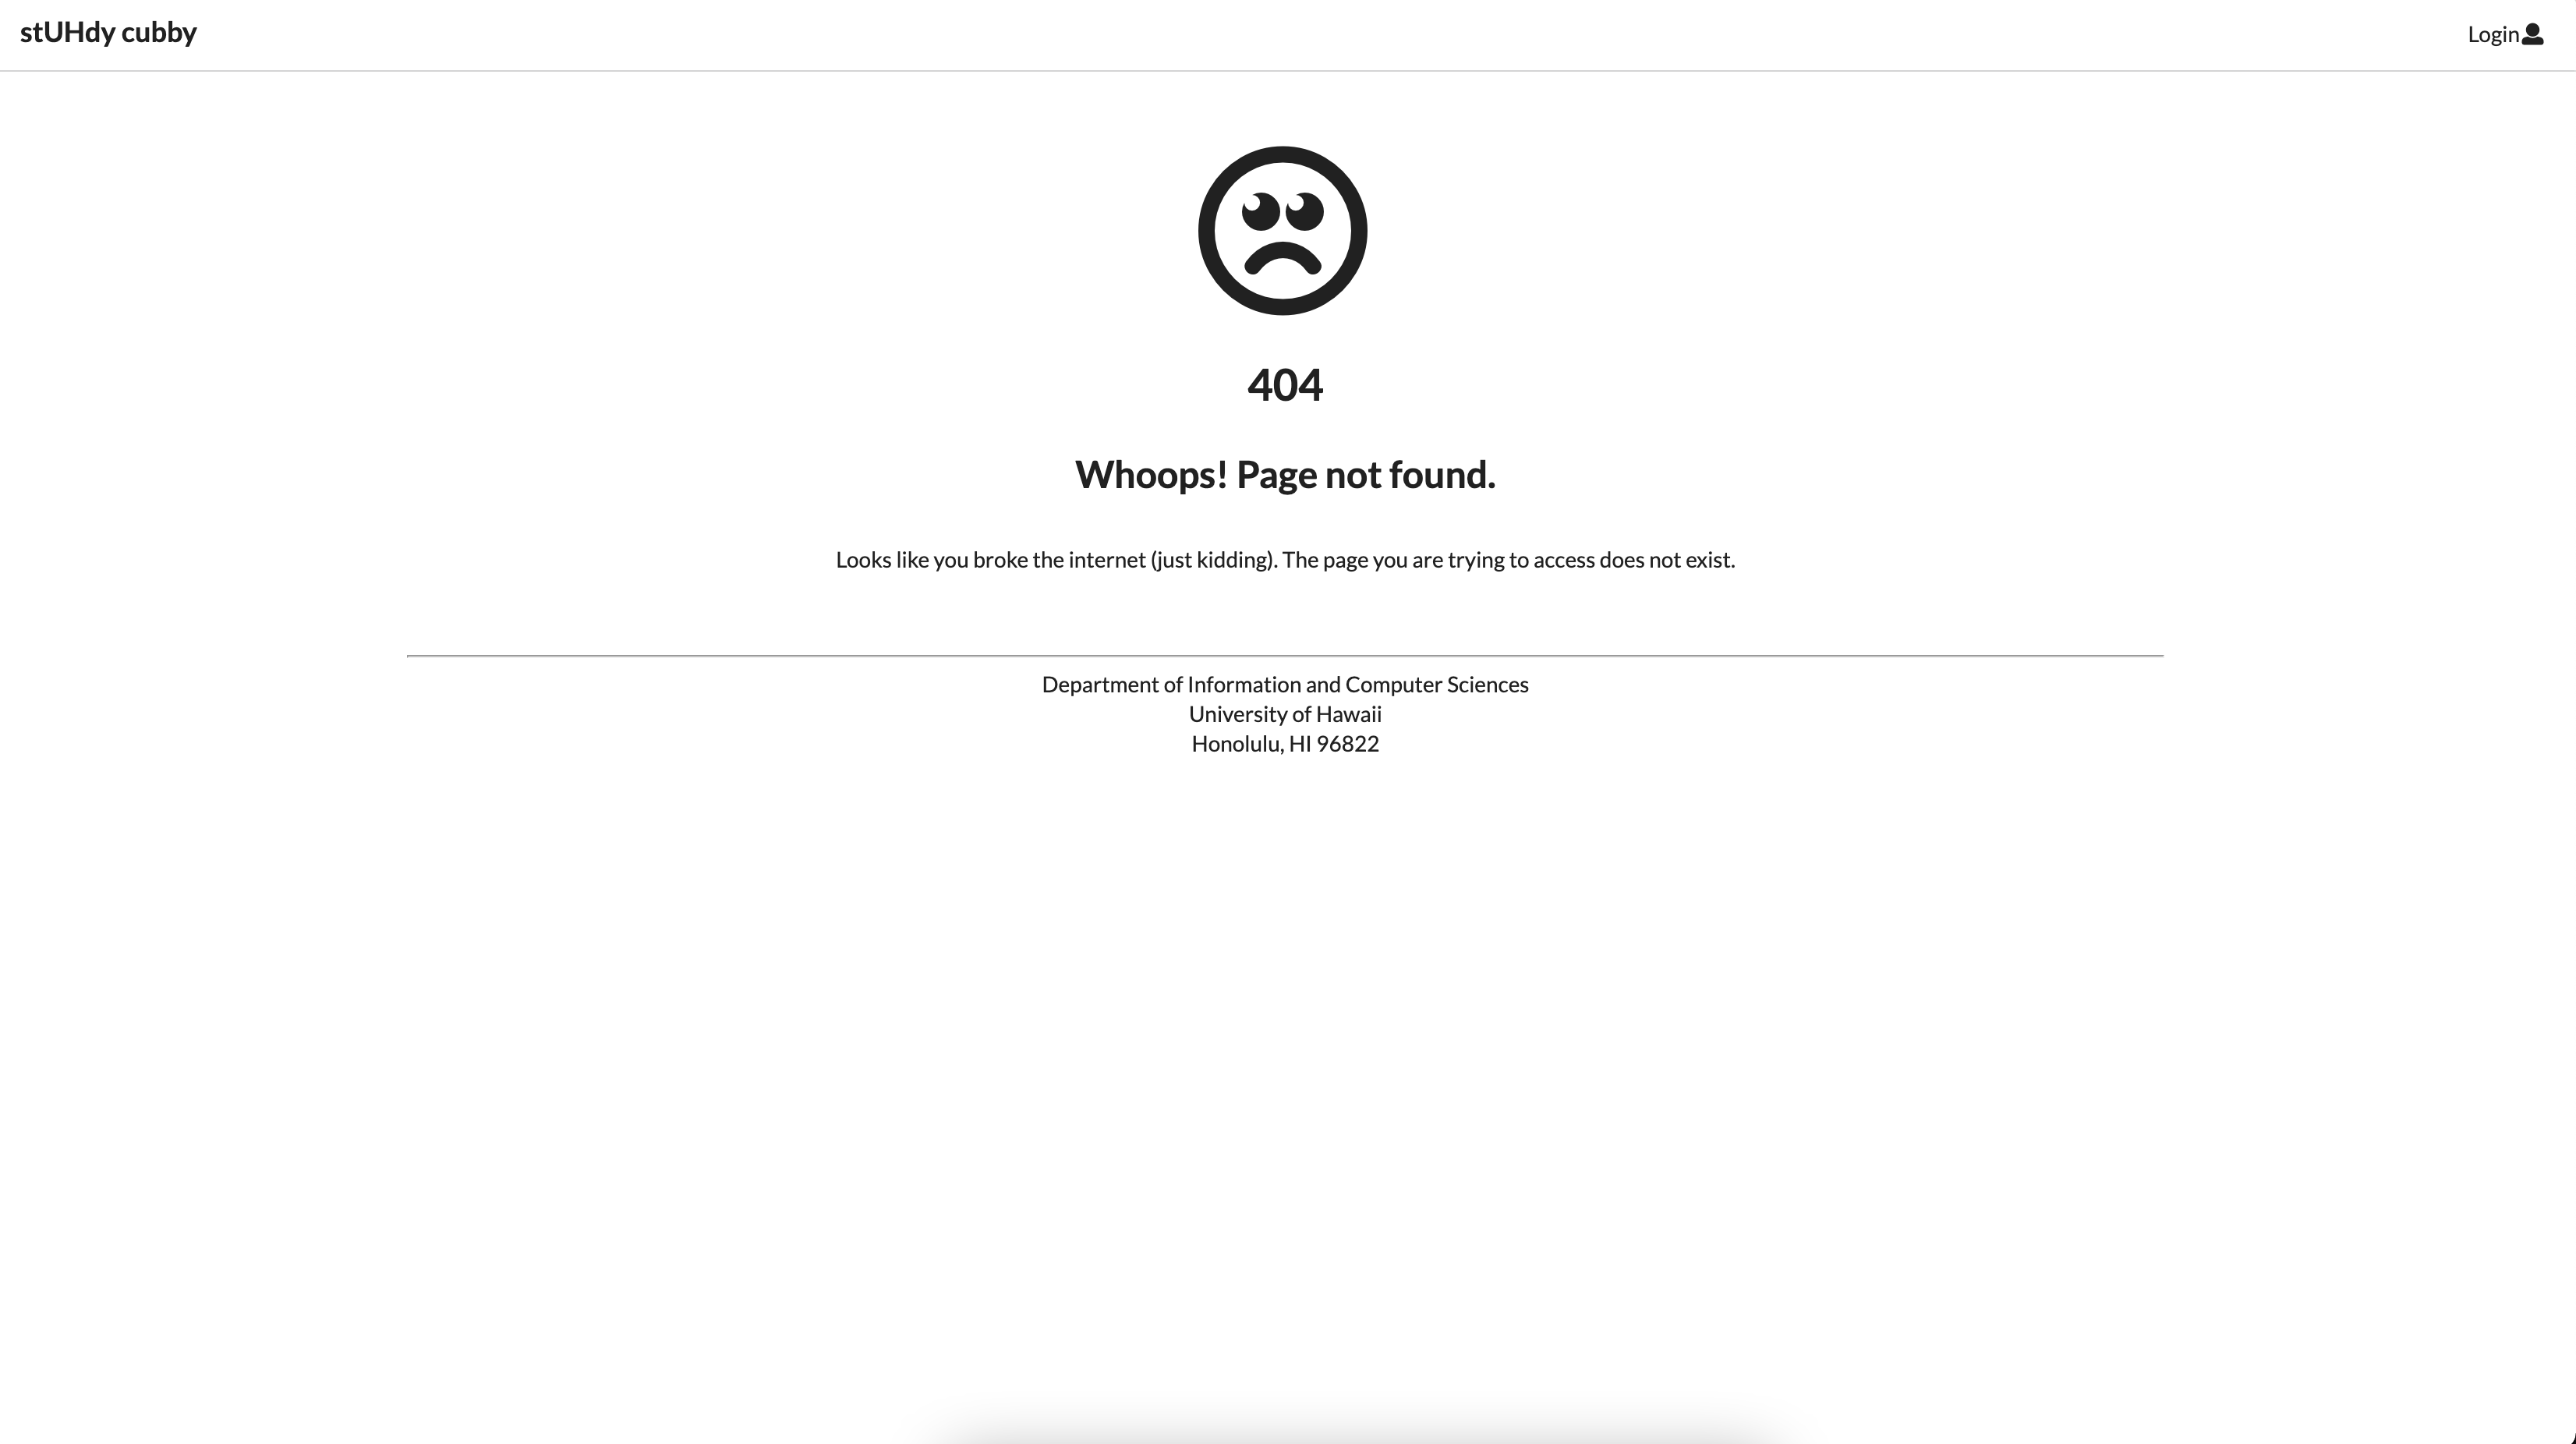 stUHdy cubby
Login
404
Whoops! Page not found.
Looks like you broke the internet (just kidding). The page you are trying to access does not exist.
Department of Information and Computer Sciences
University of Hawaii
Honolulu, HI 96822